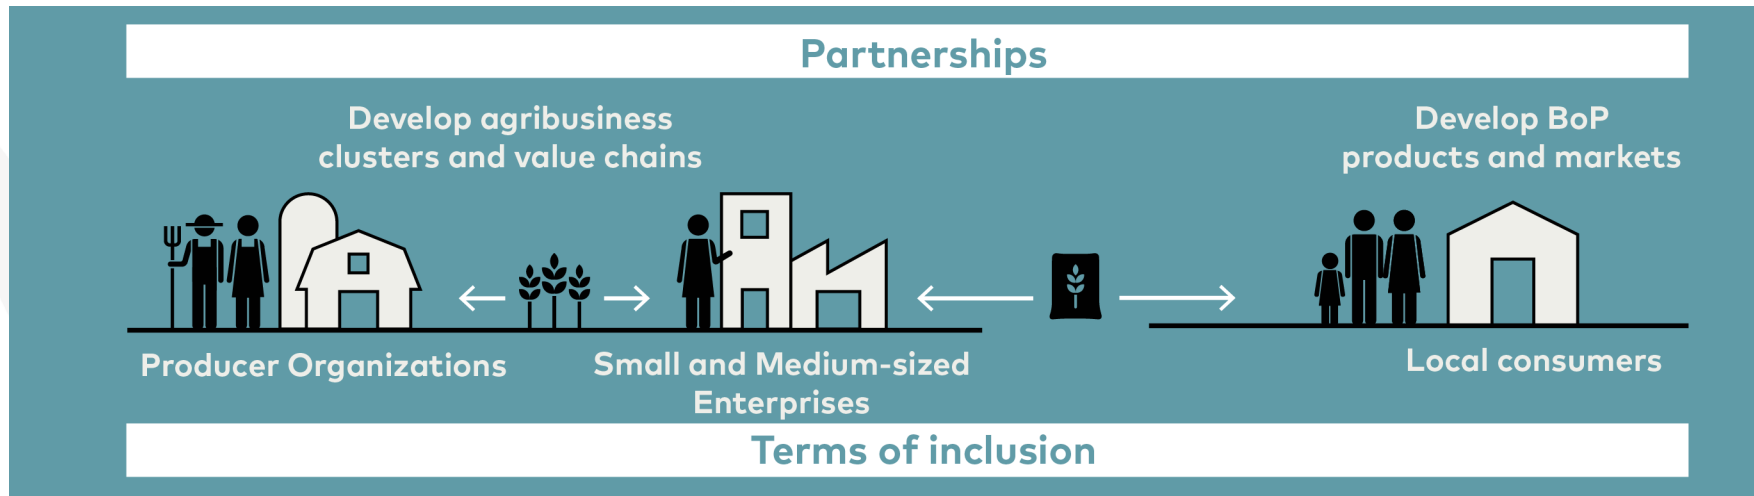 Partnerships
Develop agribusiness
clusters and value chains
Develop BoP
products and markets
Producer Organizations
Small and Medium-sized
Enterprises
Local consumers
Terms of inclusion